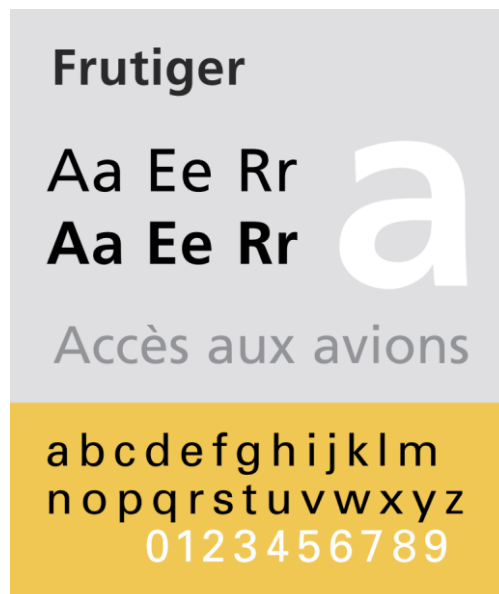 Frutiger
Aa Ee Rr
Aa Ee Rr
a
Accès aux avions
abcdefghijklm
nopqrstuvwxyz
0123456789